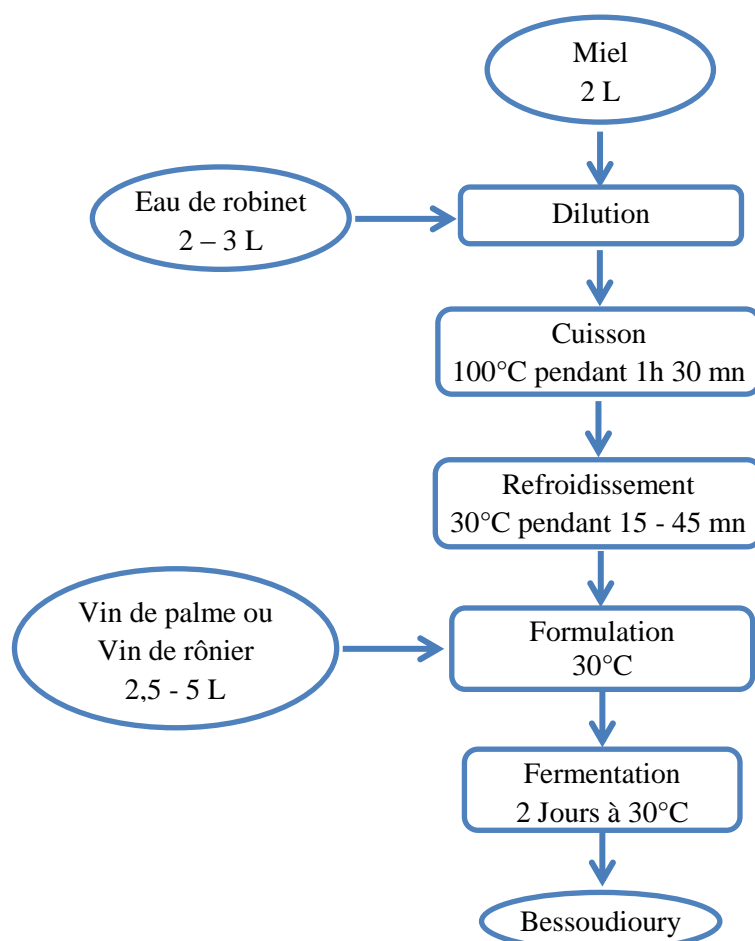 Miel
2 L
Eau de robinet
2 – 3 L
Dilution
Cuisson
100°C pendant 1h 30 mn
Refroidissement
30°C pendant 15 - 45 mn
Vin de palme ou
Vin de rônier
2,5 - 5 L
Formulation
30°C
Fermentation
2 Jours à 30°C
Bessoudioury